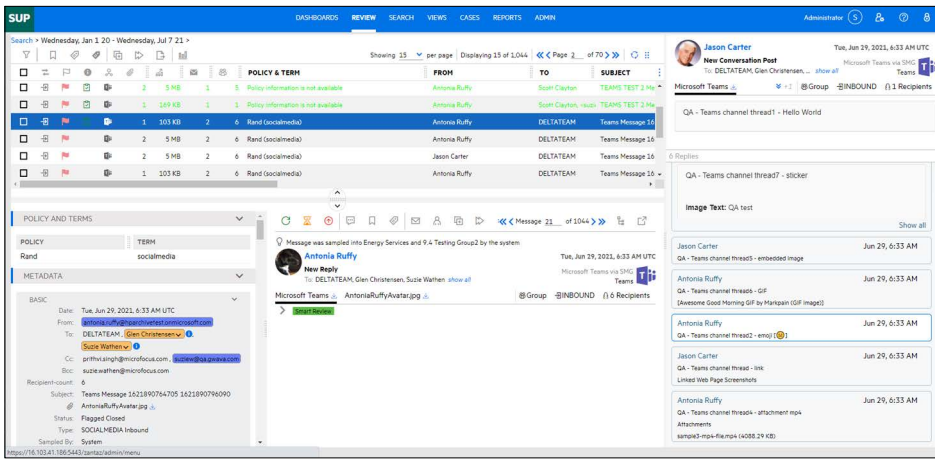 SUP DASHBOARDS REVIEW SEARCH VIEWS CASES REPORTS ADMIN Administrator S
Search > Wednesday, Jan 1 20 - Wednesday, Jul 7 21 >
Showing 15 per page Displaying 15 of 1,044 Page 2 of 70
POLICY & TERM FROM TO SUBJECT
2 5 MB 1 5 Policy information is not available Antonia Ruffy Scott Clayton TEAMS TEST 2 Me
1 169 KB 1 Policy information is not available Antonia Ruffy Scott Clayton, TEAMS TEST 2 Me
1 103 KB 2 6 Rand (socialmedia) Antonia Ruffy DELTATEAM Teams Message 16
2 5 MB 2 6 Rand (socialmedia) Antonia Ruffy DELTATEAM Teams Message 16
2 5 MB 2 6 Rand (socialmedia) Jason Carter DELTATEAM Teams Message 16
1 103 KB 2 6 Rand (socialmedia) Antonia Ruffy DELTATEAM Teams Message 16
POLICY AND TERMS
POLICY TERM
Rand socialmedia
METADATA
BASIC
Date: Tue, Jun 29, 2021, 6:33 AM UTC
From: antonia.ruffy@hparchivetest.onmicrosoft.com
To: DELTATEAM, Glen Christensen
Suzie Wathen
Cc: prithvi.singh@microfocus.com, suziew@qa.gwava.com
Bcc: suzie.wathen@microfocus.com
Recipient-count: 6
Subject: Teams Message 1621890764705 1621890796090
AntoniaRuffyAvatar.jpg
Status: Flagged Closed
Type: SOCIALMEDIA Inbound
Sampled By: System
https://16.103.41.186:5443/zantaz/admin/menu
Message 21 of 1044
Message was sampled into Energy Services and 9.4 Testing Group2 by the system
Antonia Ruffy Tue, Jun 29, 2021, 6:33 AM UTC
New Reply Microsoft Teams via SMG
To: DELTATEAM, Glen Christensen, Suzie Wathen show all Teams
Microsoft Teams AntoniaRuffyAvatar.jpg Group INBOUND 6 Recipients
Smart Review
Jason Carter Tue, Jun 29, 2021, 6:33 AM UTC
New Conversation Post Microsoft Teams via SMG
To: DELTATEAM, Glen Christensen, ... show all Teams
Microsoft Teams +2 Group INBOUND 1 Recipients
QA - Teams channel thread1 - Hello World
6 Replies
QA - Teams channel thread7 - sticker
Image Text: QA test
Show all
Jason Carter Jun 29, 6:33 AM
QA - Teams channel thread5 - embedded image
Antonia Ruffy Jun 29, 6:33 AM
QA - Teams channel thread6 - GIF
[Awesome Good Morning GIF by Markpain (GIF Image)]
Antonia Ruffy Jun 29, 6:33 AM
QA - Teams channel thread2 - emoji [😊]
Jason Carter Jun 29, 6:33 AM
QA - Teams channel thread - link
Linked Web Page Screenshots
Antonia Ruffy Jun 29, 6:33 AM
QA - Teams channel thread4 - attachment mp4
Attachments
sample3-mp4-file.mp4 (4088.29 KB)